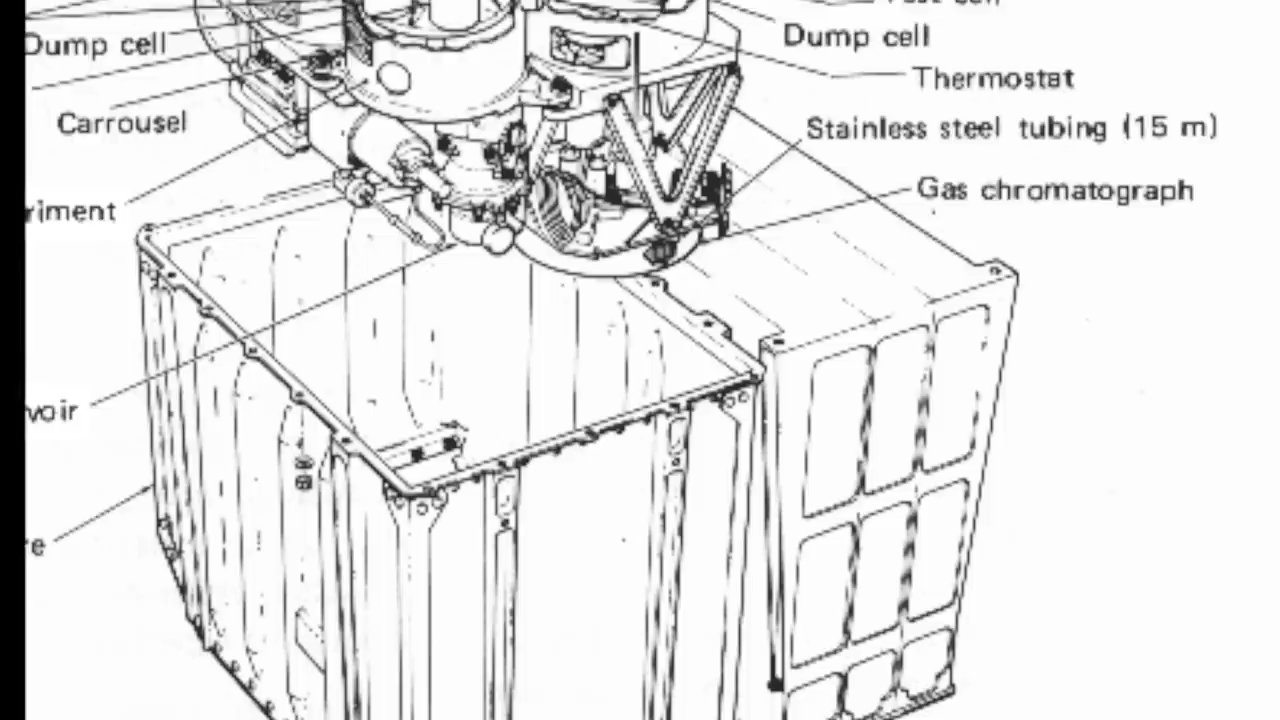 Dump cell
Dump cell
Thermostat
Carrousel
Stainless steel tubing (15 m)
Gas chromatograph
riment
voir
re